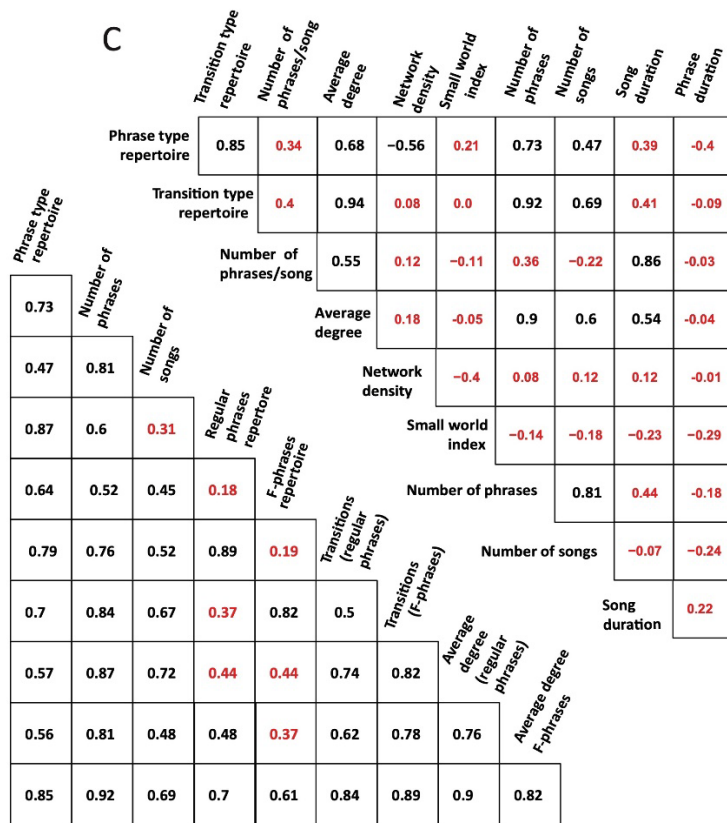 C
Transition type
repertoire
Number of
phrases/song
Average
degree
Network
density
Small world
index
Number of
phrases
Number of
songs
Song
duration
Phrase
duration
Phrase type
repertoire
0.85 0.34 0.68 −0.56 0.21 0.73 0.47 0.39 -0.4
Transition type
repertoire
0.4 0.94 0.08 0.0 0.92 0.69 0.41 -0.09
Number of
phrases/song
0.55 0.12 −0.11 0.36 −0.22 0.86 -0.03
Average
degree
0.18 -0.05 0.9 0.6 0.54 -0.04
Network
density
-0.4 0.08 0.12 0.12 -0.01
Small world
index
−0.14 −0.18 −0.23 −0.29
Number of phrases
0.81 0.44 -0.18
Number of songs
-0.07 -0.24
Song
duration
0.22
Phrase type
repertoire
Number of
phrases
Number of
songs
Regular
phrases repertore
F-phrases
repertoire
Transitions
(regular
phrases)
Transitions
(F-phrases)
Average
degree
(regular
phrases)
Average degree
F-phrases
0.73
0.47 0.81
0.87 0.6 0.31
0.64 0.52 0.45 0.18
0.79 0.76 0.52 0.89 0.19
0.7 0.84 0.67 0.37 0.82 0.5
0.57 0.87 0.72 0.44 0.44 0.74 0.82
0.56 0.81 0.48 0.48 0.37 0.62 0.78 0.76
0.85 0.92 0.69 0.7 0.61 0.84 0.89 0.9 0.82